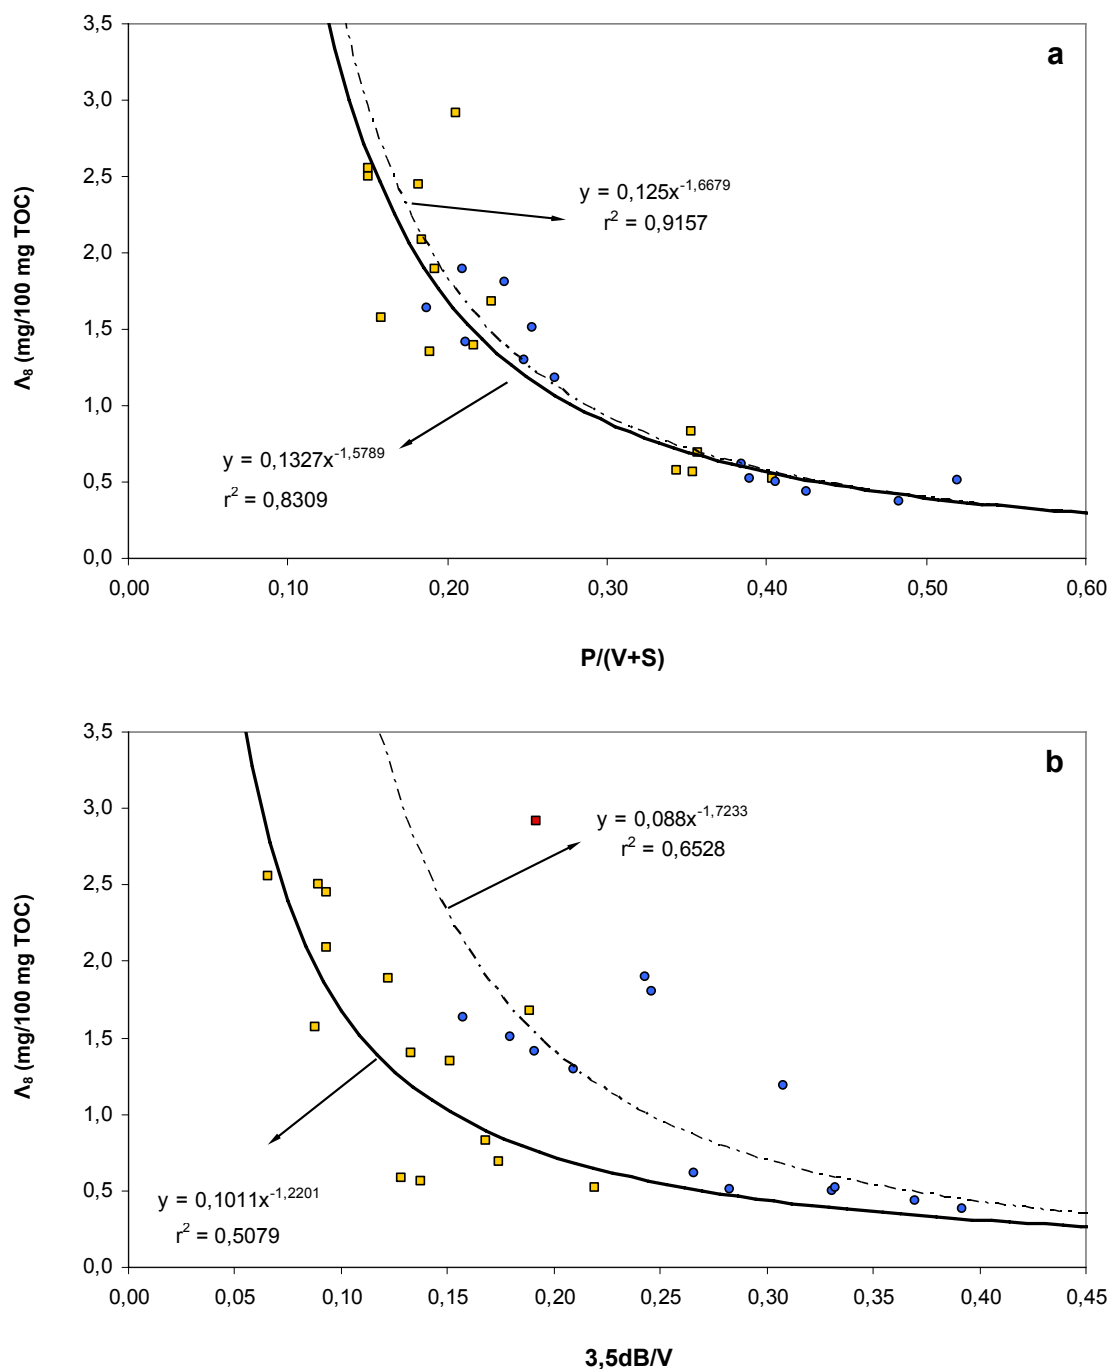 a
3,5
3,0
2,5
2,0
1,5
1,0
0,5
0,0
Λ₈ (mg/100 mg TOC)
y = 0,125x^-1,6679
r² = 0,9157
y = 0,1327x^-1,5789
r² = 0,8309
0,00 0,10 0,20 0,30 0,40 0,50 0,60
P/(V+S)
b
3,5
3,0
2,5
2,0
1,5
1,0
0,5
0,0
Λ₈ (mg/100 mg TOC)
y = 0,088x^-1,7233
r² = 0,6528
y = 0,1011x^-1,2201
r² = 0,5079
0,00 0,05 0,10 0,15 0,20 0,25 0,30 0,35 0,40 0,45
3,5dB/V